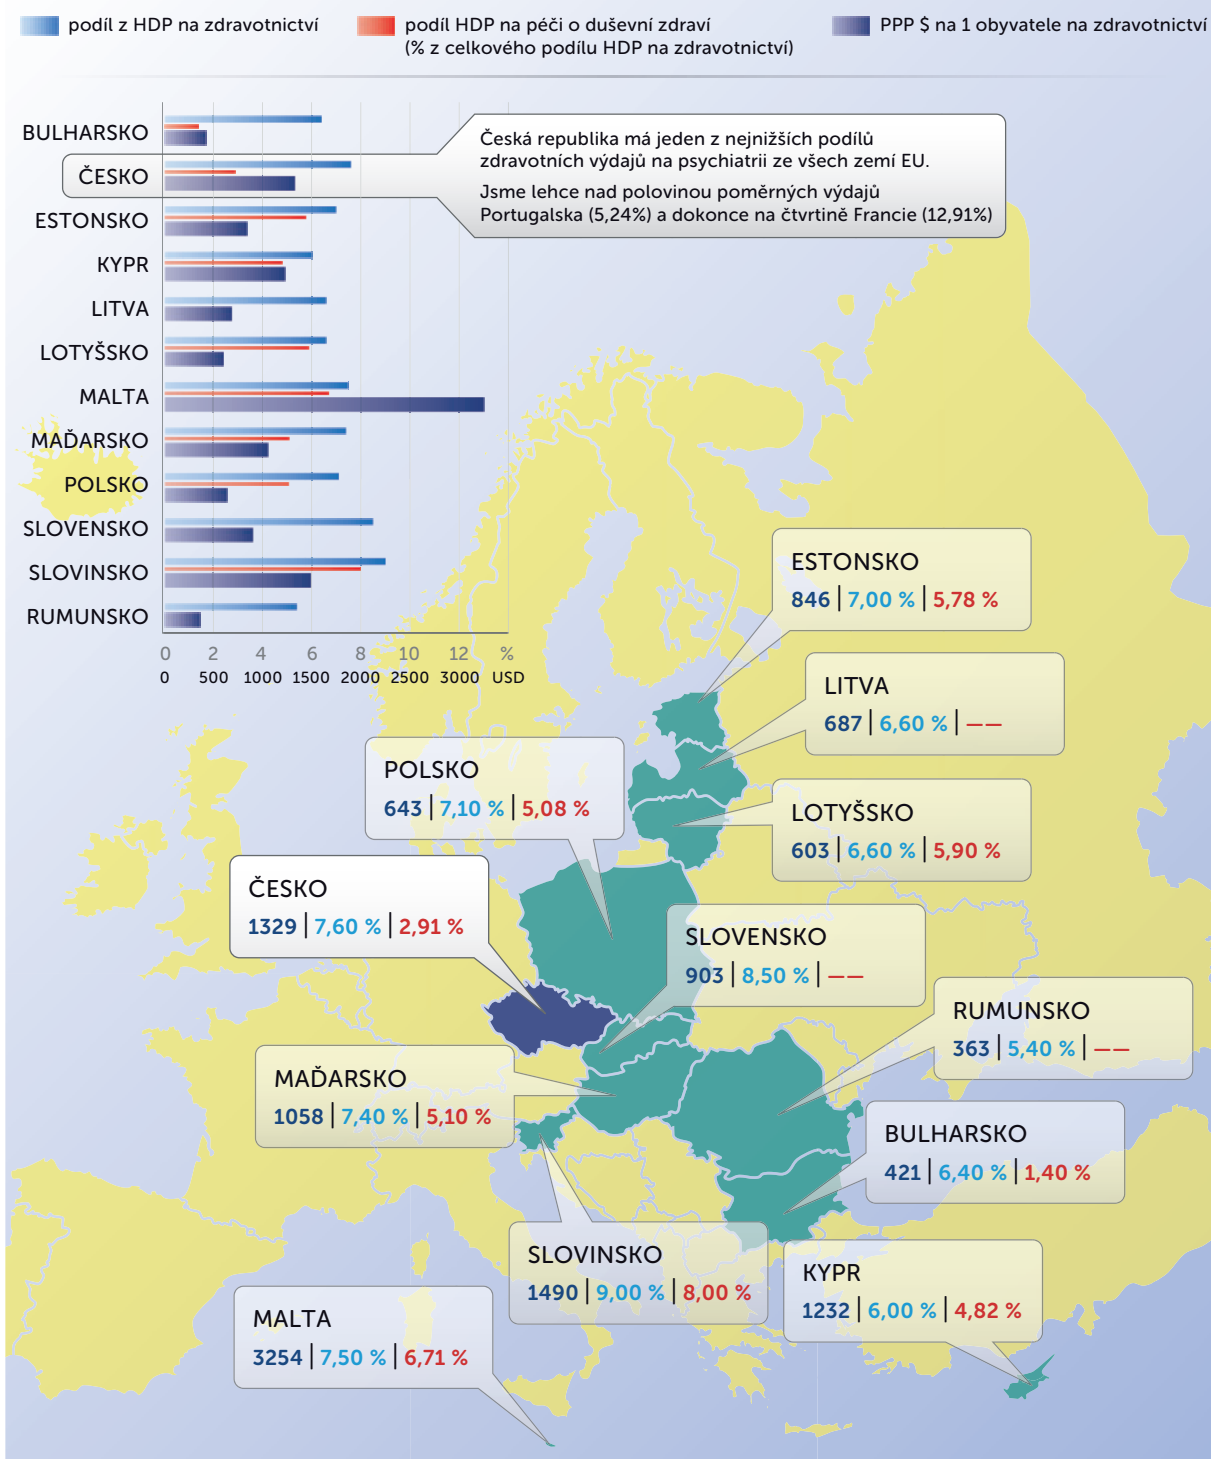 podíl z HDP na zdravotnictví
podíl HDP na péči o duševní zdraví
(% z celkového podílu HDP na zdravotnictví)
PPP $ na 1 obyvatele na zdravotnictví
BULHARSKO
ČESKO
ESTONSKO
KYPR
LITVA
LOTYŠSKO
MALTA
MAĎARSKO
POLSKO
SLOVENSKO
SLOVINSKO
RUMUNSKO
0 2 4 6 8 10 12 %
0 500 1000 1500 2000 2500 3000 USD
Česká republika má jeden z nejnižších podílů
zdravotních výdajů na psychiatrii ze všech zemí EU.
Jsme lehce nad polovinou poměrných výdajů
Portugalska (5,24%) a dokonce na čtvrtině Francie (12,91%)
ESTONSKO
846 | 7,00 % | 5,78 %
LITVA
687 | 6,60 % | ——
POLSKO
643 | 7,10 % | 5,08 %
LOTYŠSKO
603 | 6,60 % | 5,90 %
ČESKO
1329 | 7,60 % | 2,91 %
SLOVENSKO
903 | 8,50 % | ——
RUMUNSKO
363 | 5,40 % | ——
MAĎARSKO
1058 | 7,40 % | 5,10 %
BULHARSKO
421 | 6,40 % | 1,40 %
SLOVINSKO
1490 | 9,00 % | 8,00 %
KYPR
1232 | 6,00 % | 4,82 %
MALTA
3254 | 7,50 % | 6,71 %